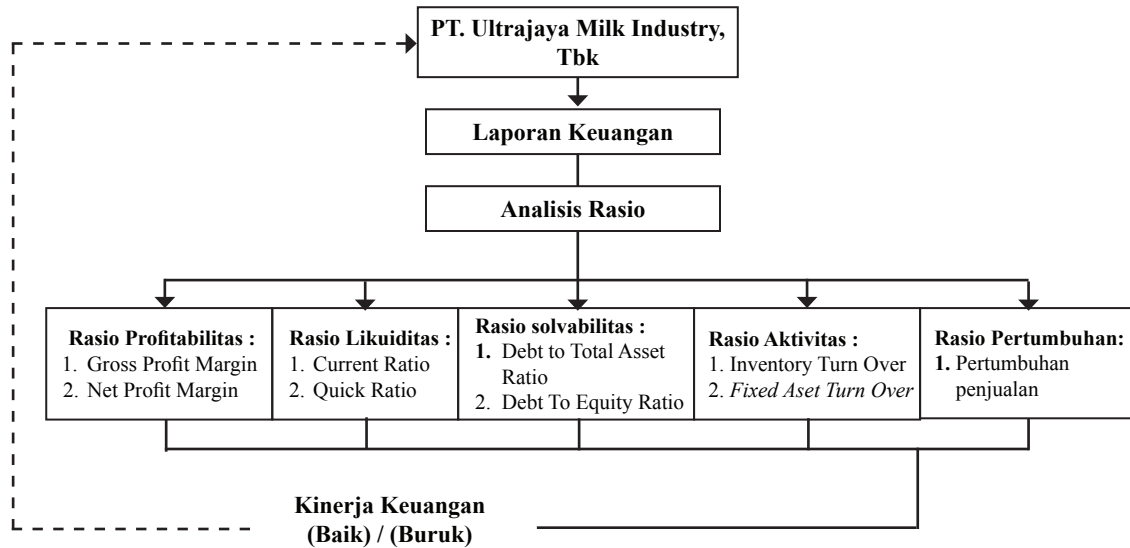 PT. Ultrajaya Milk Industry,
Tbk
Laporan Keuangan
Analisis Rasio
Rasio Profitabilitas :
1. Gross Profit Margin
2. Net Profit Margin
Rasio Likuiditas :
1. Current Ratio
2. Quick Ratio
Rasio solvabilitas :
1. Debt to Total Asset
Ratio
2. Debt To Equity Ratio
Rasio Aktivitas :
1. Inventory Turn Over
2. Fixed Aset Turn Over
Rasio Pertumbuhan:
1. Pertumbuhan
penjualan
Kinerja Keuangan
(Baik) / (Buruk)